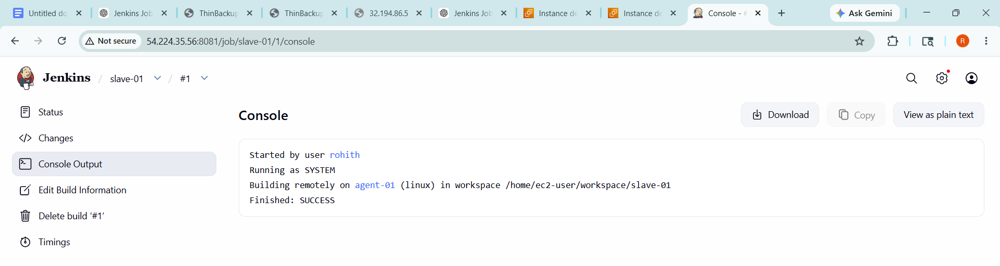 Untitled do
Jenkins Job
ThinBackup
ThinBackup
32.194.86.5
Jenkins Job
Instance de
Instance de
Console - #
Ask Gemini
Not secure
54.224.35.56:8081/job/slave-01/1/console
R
Jenkins / slave-01 / #1
Status
Changes
Console Output
Edit Build Information
Delete build ‘#1’
Timings
Console
Download
Copy
View as plain text
Started by user rohith
Running as SYSTEM
Building remotely on agent-01 (linux) in workspace /home/ec2-user/workspace/slave-01
Finished: SUCCESS